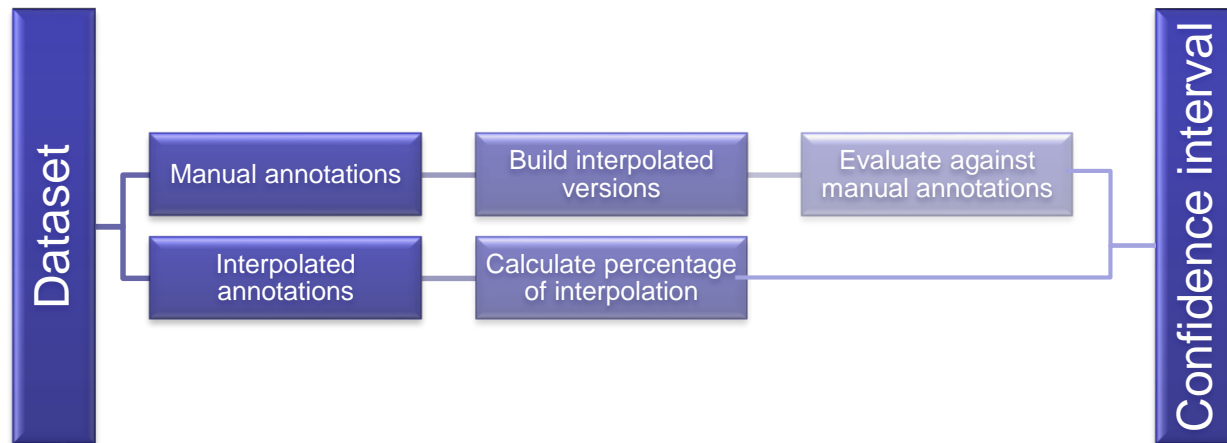 Dataset
Manual annotations
Build interpolated
versions
Evaluate against
manual annotations
Interpolated
annotations
Calculate percentage
of interpolation
Confidence interval